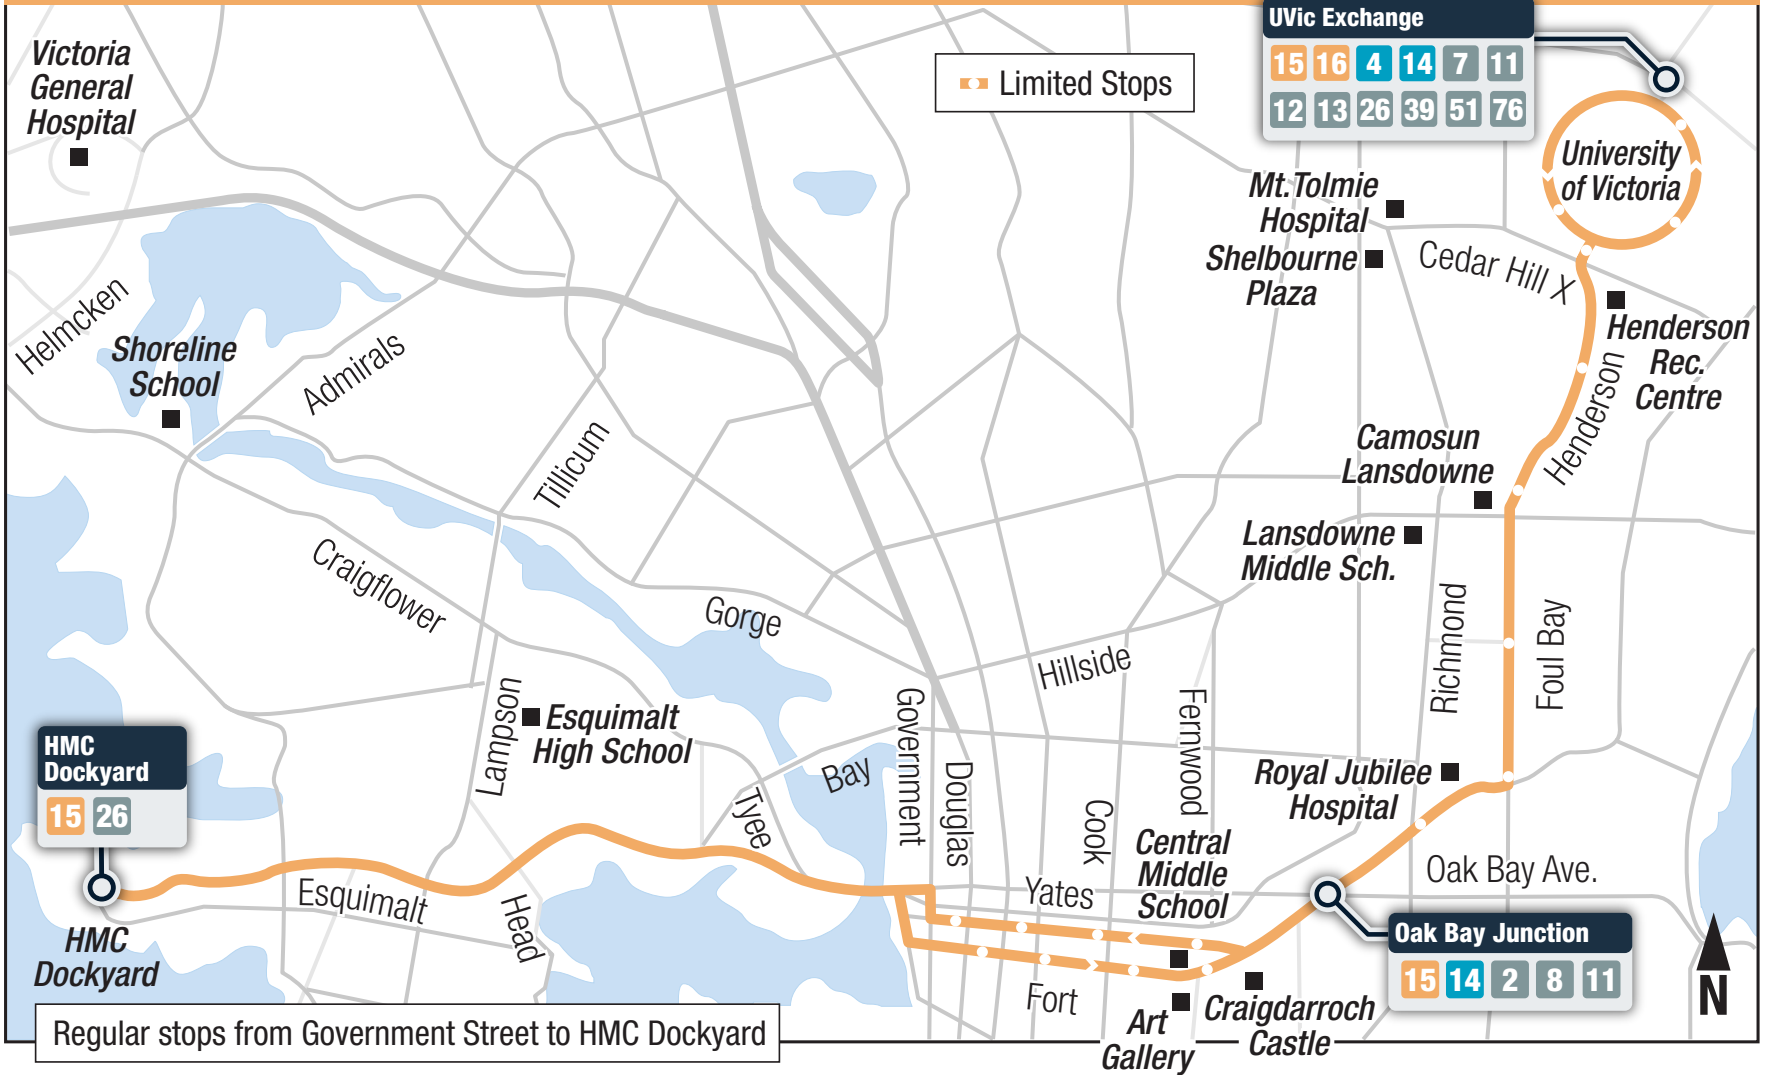 UVic Exchange
15 16 4 14 7 11
12 13 26 39 51 76
Limited Stops
Victoria
General
Hospital
University
of Victoria
Mt.Tolmie
Hospital
Shelbourne
Plaza
Cedar Hill X
Henderson
Rec.
Centre
Henderson
Helmcken
Shoreline
School
Admirals
Tillicum
Camosun
Lansdowne
Lansdowne
Middle Sch.
Craigflower
Gorge
Hillside
Richmond
Foul Bay
Lampson
Esquimalt
High School
Government
Fernwood
HMC
Dockyard
15 26
Bay
Tyee
Douglas
Cook
Royal Jubilee
Hospital
Central
Middle
School
Oak Bay Ave.
Yates
Esquimalt
Head
HMC
Dockyard
Oak Bay Junction
15 14 2 8 11
Fort
Art
Gallery
Craigdarroch
Castle
N
Regular stops from Government Street to HMC Dockyard